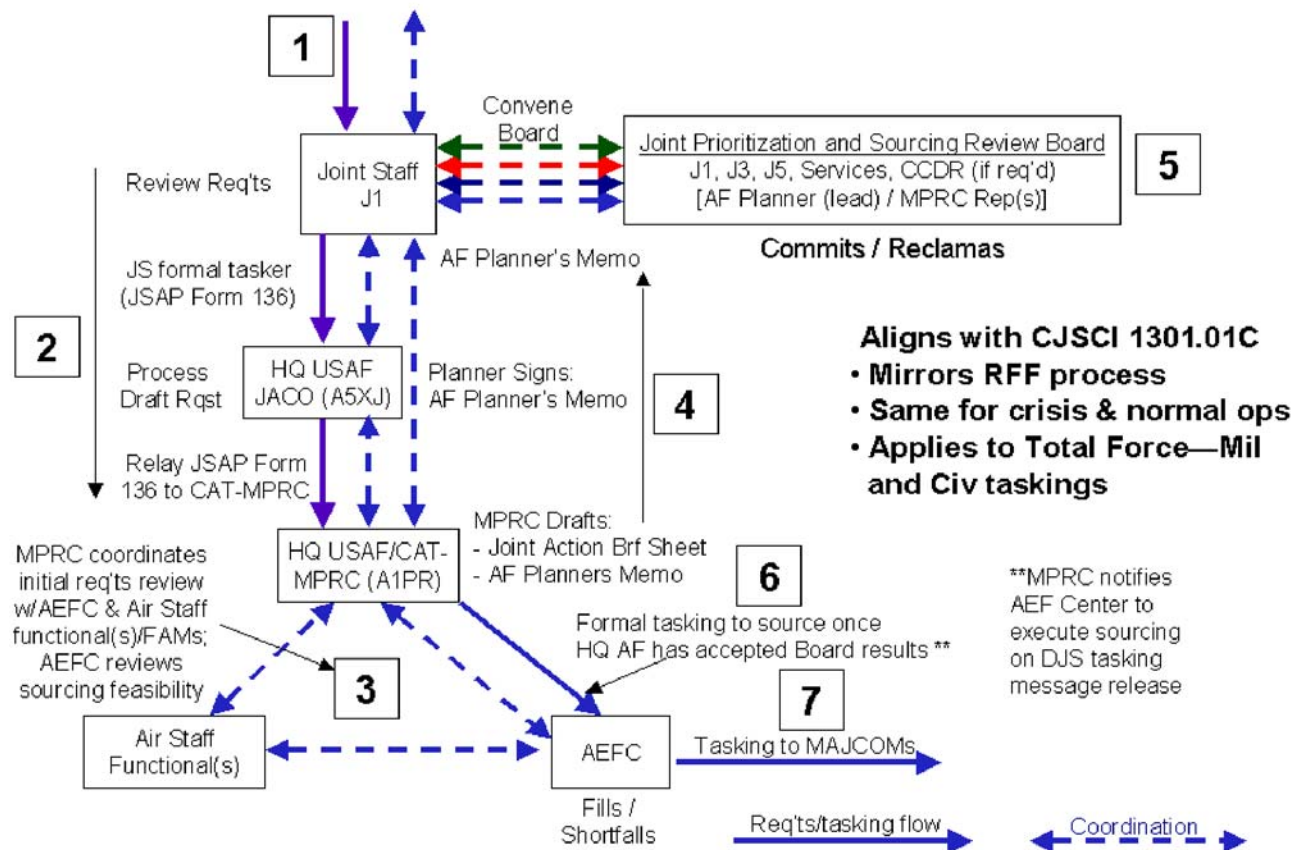 1
Convene
Board
Joint Prioritization and Sourcing Review Board
J1, J3, J5, Services, CCDR (if req'd)
[AF Planner (lead) / MPRC Rep(s)]
5
Review Req'ts
Joint Staff
J1
Commits / Reclamas
AF Planner's Memo
JS formal tasker
(JSAP Form 136)
2
Process
Draft Rqst
HQ USAF
JACO (A5XJ)
Planner Signs:
AF Planner's Memo
4
Aligns with CJSCI 1301.01C
• Mirrors RFF process
• Same for crisis & normal ops
• Applies to Total Force—Mil
and Civ taskings
Relay JSAP Form
136 to CAT-MPRC
HQ USAF/CAT-
MPRC (A1PR)
MPRC Drafts:
- Joint Action Brf Sheet
- AF Planners Memo
MPRC coordinates
initial req'ts review
w/AEFC & Air Staff
functional(s)/FAMs;
AEFC reviews
sourcing feasibility
3
6
Formal tasking to source once
HQ AF has accepted Board results **
**MPRC notifies
AEF Center to
execute sourcing
on DJS tasking
message release
7
Air Staff
Functional(s)
AEFC
Tasking to MAJCOMs
Fills /
Shortfalls
Req'ts/tasking flow
Coordination